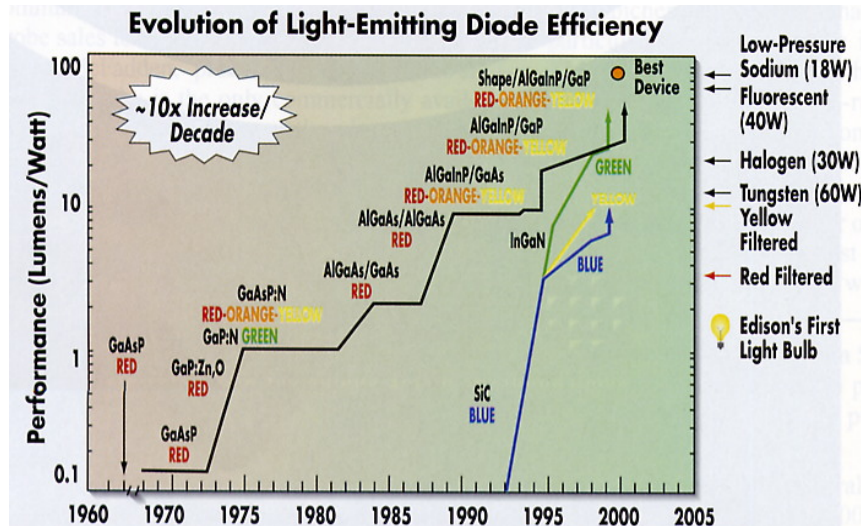 Evolution of Light-Emitting Diode Efficiency
~10x Increase/
Decade
Performance (Lumens/Watt)
100
10
1
0.1
GaAsP
RED
GaAsP
RED
GaP:Zn,O
RED
GaAsP:N
RED-ORANGE-YELLOW
GaP:N GREEN
AlGaAs/GaAs
RED
AlGaAs/AlGaAs
RED
AlGaInP/GaAs
RED-ORANGE-YELLOW
AlGaInP/GaP
RED-ORANGE-YELLOW
Shape/AlGaInP/GaP
RED-ORANGE-YELLOW
Best
Device
GREEN
YELLOW
InGaN
BLUE
SiC
BLUE
1960 1970 1975 1980 1985 1990 1995 2000 2005
Low-Pressure
Sodium (18W)
Fluorescent
(40W)
Halogen (30W)
Tungsten (60W)
Yellow
Filtered
Red Filtered
Edison's First
Light Bulb